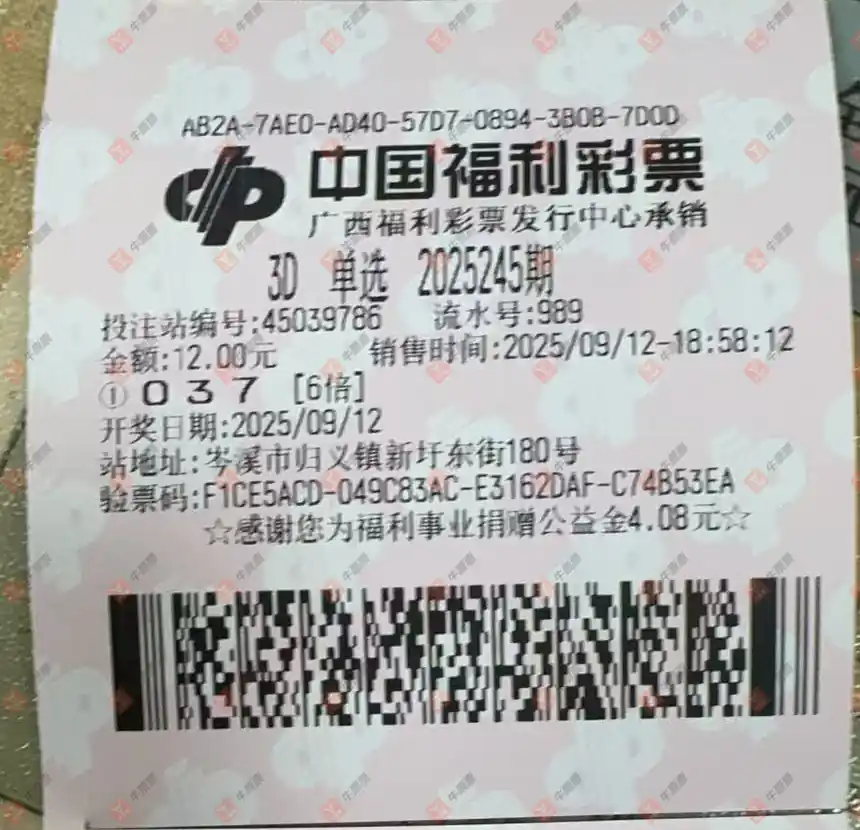 AB2A-7AE0-AD40-57D7-0894-3B0B-7D0D
中国福利彩票
广西福利彩票发行中心承销
3D 单选 2025245期
投注站编号:45039786 流水号:989
金额:12.00元 销售时间:2025/09/12-18:58:12
① 0 3 7 [6倍]
开奖日期:2025/09/12
站地址:岑溪市归义镇新圩东街180号
验票码:F1CE5ACD-049C83AC-E3162DAF-C74B53EA
☆感谢您为福利事业捐赠公益金4.08元☆